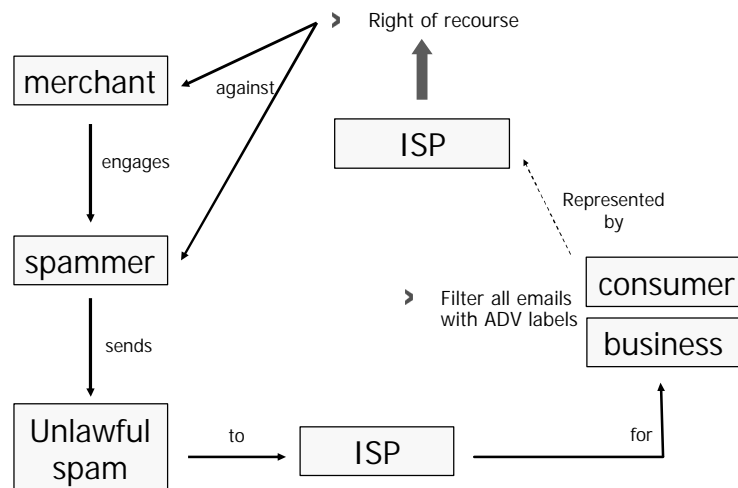 Right of recourse
merchant
against
ISP
engages
Represented
by
spammer
consumer
Filter all emails
with ADV labels
business
sends
Unlawful
spam
to
ISP
for